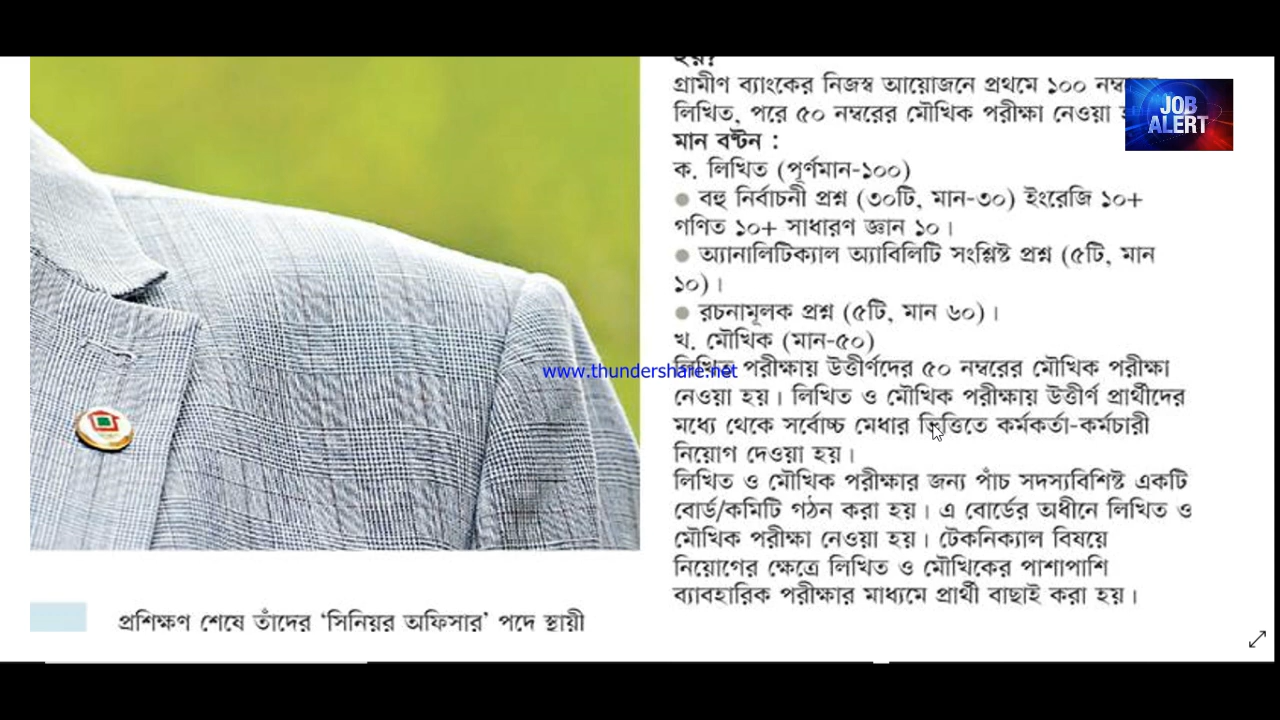 হয়?
গ্রামীণ ব্যাংকের নিজস্ব আয়োজনে প্রথমে ১০০
লিখিত, পরে ৫০ নম্বরের মৌখিক পরীক্ষা নেওয়া
মান বণ্টন :
ক. লিখিত (পূর্ণমান-১০০)
● বহু নির্বাচনী প্রশ্ন (৩০টি, মান-৩০) ইংরেজি ১০+
গণিত ১০+ সাধারণ জ্ঞান ১০।
● অ্যানালিটিক্যাল অ্যাবিলিটি সংশ্লিষ্ট প্রশ্ন (৫টি, মান
১০)।
● রচনামূলক প্রশ্ন (৫টি, মান ৬০)।
খ. মৌখিক (মান-৫০)
লিখিত পরীক্ষায় উত্তীর্ণদের ৫০ নম্বরের মৌখিক পরীক্ষা
নেওয়া হয়। লিখিত ও মৌখিক পরীক্ষায় উত্তীর্ণ প্রার্থীদের
মধ্যে থেকে সর্বোচ্চ মেধার ভিত্তিতে কর্মকর্তা-কর্মচারী
নিয়োগ দেওয়া হয়।
লিখিত ও মৌখিক পরীক্ষার জন্য পাঁচ সদস্যবিশিষ্ট একটি
বোর্ড/কমিটি গঠন করা হয়। এ বোর্ডের অধীনে লিখিত ও
মৌখিক পরীক্ষা নেওয়া হয়। টেকনিক্যাল বিষয়ে
নিয়োগের ক্ষেত্রে লিখিত ও মৌখিকের পাশাপাশি
ব্যাবহারিক পরীক্ষার মাধ্যমে প্রার্থী বাছাই করা হয়।
প্রশিক্ষণ শেষে তাঁদের ‘সিনিয়র অফিসার’ পদে স্থায়ী
JOB
ALERT
www.thundershare.net